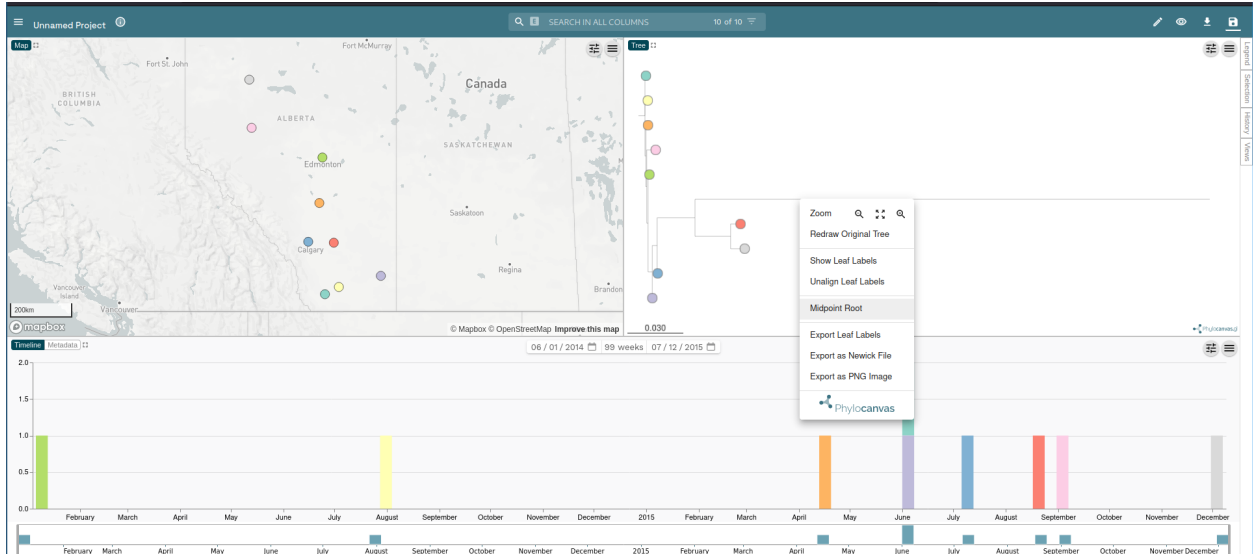 Unnamed Project
SEARCH IN ALL COLUMNS
10 of 10
Map
Fort McMurray
Fort St. John
Canada
BRITISH
COLUMBIA
ALBERTA
SASKATCHEWAN
Edmonton
Saskatoon
Calgary
Regina
Vancouver
Island
Vancouver
Brandon
200km
mapbox
© Mapbox © OpenStreetMap Improve this map
Tree
0.030
Zoom
Redraw Original Tree
Show Leaf Labels
Unalign Leaf Labels
Midpoint Root
Export Leaf Labels
Export as Newick File
Export as PNG Image
Phylocanvas
Phylocanvas.gl
Legend
Selection
History
Views
Timeline Metadata
06 / 01 / 2014 99 weeks 07 / 12 / 2015
2.0
1.5
1.0
0.5
0.0
February March April May June July August September October November December 2015 February March April May June July August September October November December
February March April May June July August September October November December 2015 February March April May June July August September October November December